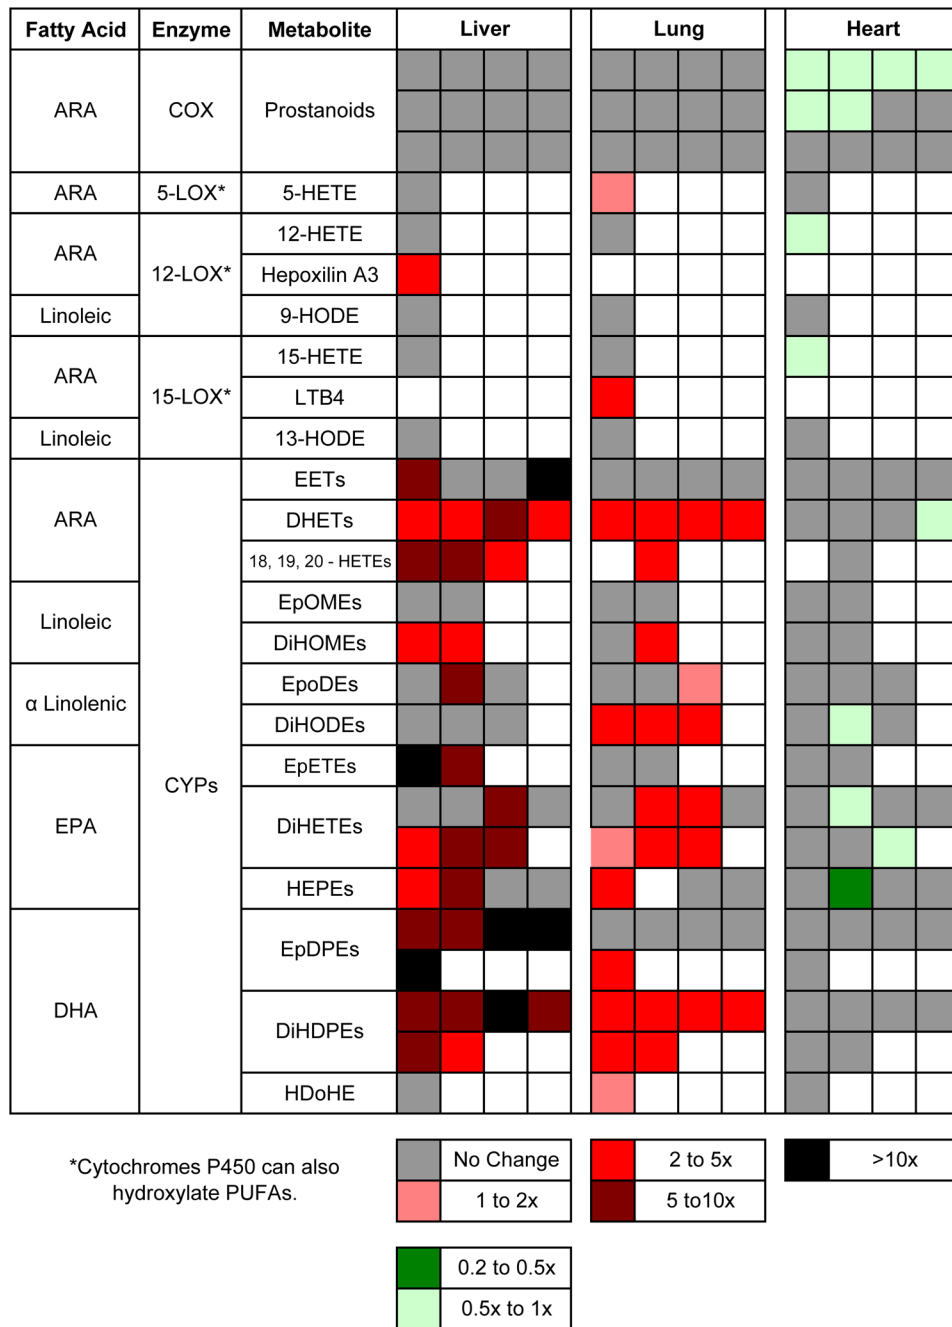 Fatty Acid Enzyme Metabolite Liver Lung Heart
ARA COX Prostanoids
ARA 5-LOX* 5-HETE
ARA 12-LOX* 12-HETE
Hepoxilin A3
Linoleic 9-HODE
ARA 15-LOX* 15-HETE
LTB4
Linoleic 13-HODE
ARA CYPs EETs
DHETs
18, 19, 20 - HETEs
Linoleic EpOMEs
DiHOMEs
α Linolenic EpoDEs
DiHODEs
EPA EpETEs
DiHETEs
HEPEs
DHA EpDPEs
DiHDPEs
HDoHE
*Cytochromes P450 can also
hydroxylate PUFAs.
No Change 2 to 5x >10x
1 to 2x 5 to10x
0.2 to 0.5x
0.5x to 1x